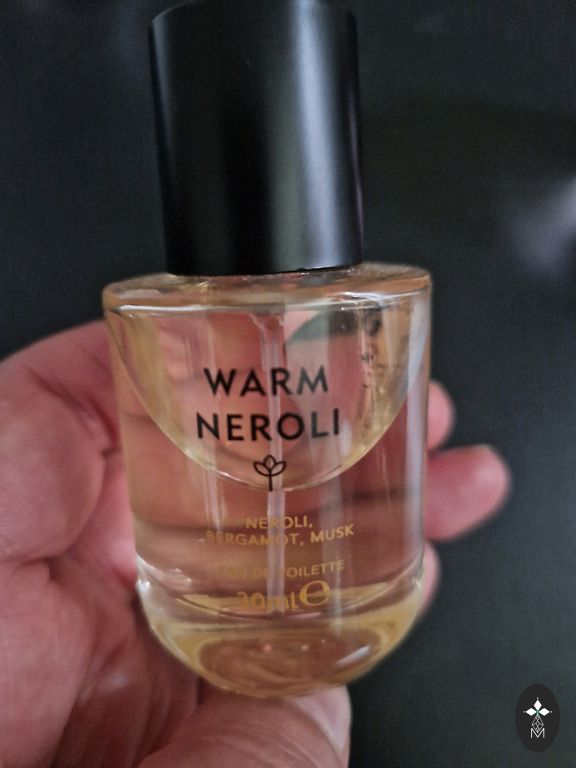 WARM
NEROLI
NEROLI,
BERGAMOT, MUSK
EAU DE TOILETTE
30ml e
M